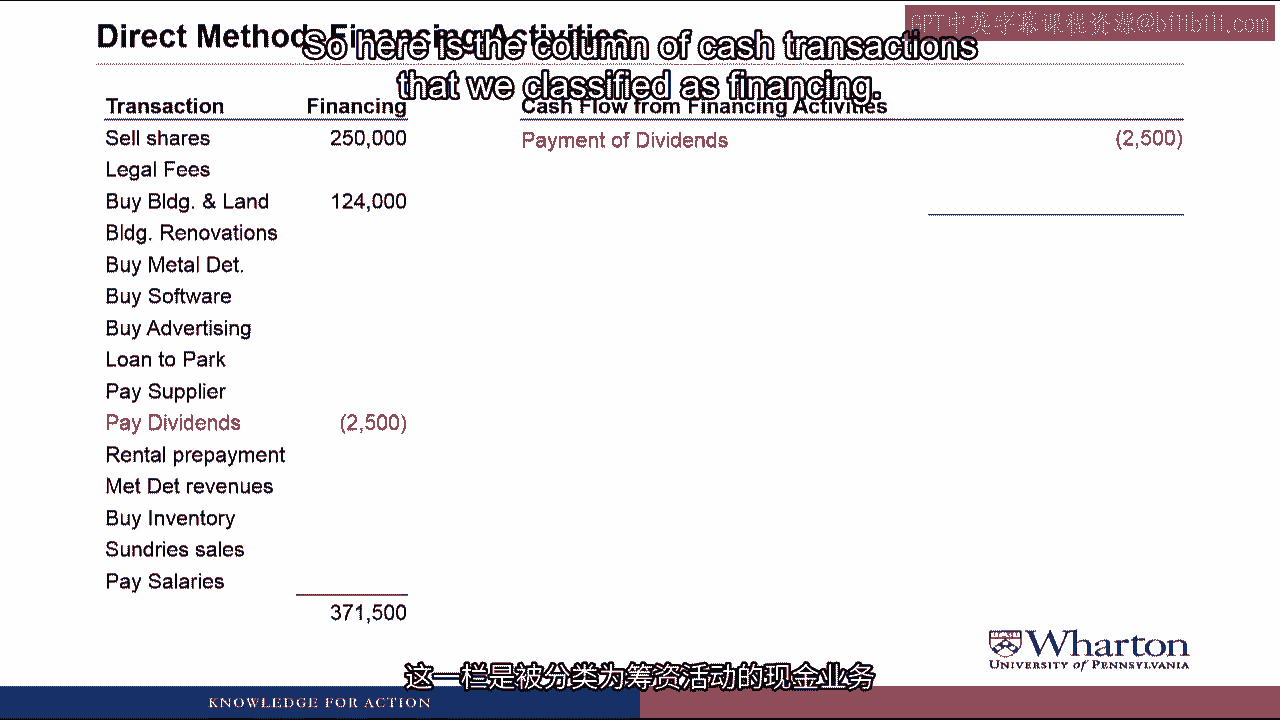 GPT中英字幕课程资源@bilibili.com
Direct Method: Financing Activities
So here is the column of cash transactions
that we classified as financing.
Transaction Financing
Sell shares 250,000
Legal Fees
Buy Bldg. & Land 124,000
Bldg. Renovations
Buy Metal Det.
Buy Software
Buy Advertising
Loan to Park
Pay Supplier
Pay Dividends (2,500)
Rental prepayment
Met Det revenues
Buy Inventory
Sundries sales
Pay Salaries
371,500
Cash Flow from Financing Activities
Payment of Dividends (2,500)
Wharton
UNIVERSITY of PENNSYLVANIA
这一栏是被分类为筹资活动的现金业务
KNOWLEDGE FOR ACTION